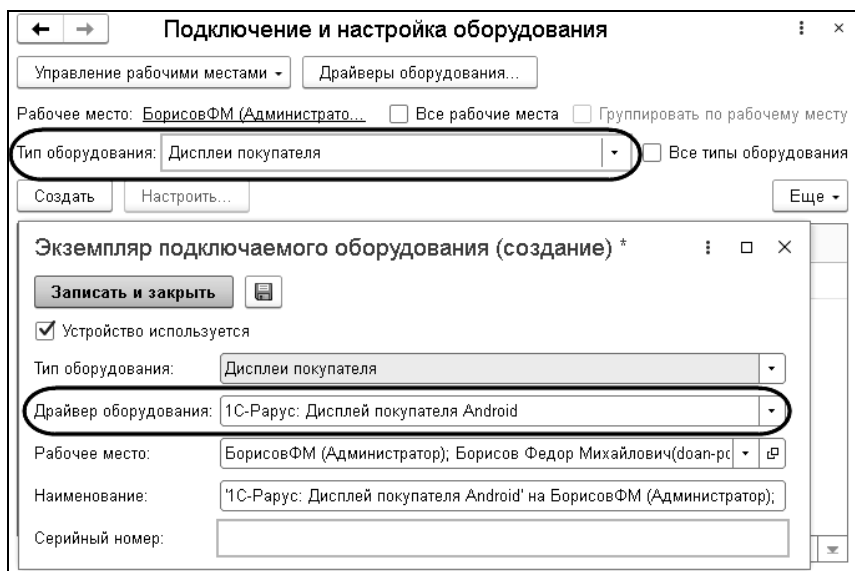 Подключение и настройка оборудования
Управление рабочими местами Драйверы оборудования...
Рабочее место: БорисовФМ (Администрато... Все рабочие места Группировать по рабочему месту
Тип оборудования: Дисплеи покупателя Все типы оборудования
Создать Настроить... Еще
Экземпляр подключаемого оборудования (создание) *
Записать и закрыть
Устройство используется
Тип оборудования: Дисплеи покупателя
Драйвер оборудования: 1С-Рарус: Дисплей покупателя Android
Рабочее место: БорисовФМ (Администратор); Борисов Федор Михайлович(doan-pc
Наименование: '1С-Рарус: Дисплей покупателя Android' на БорисовФМ (Администратор);
Серийный номер: